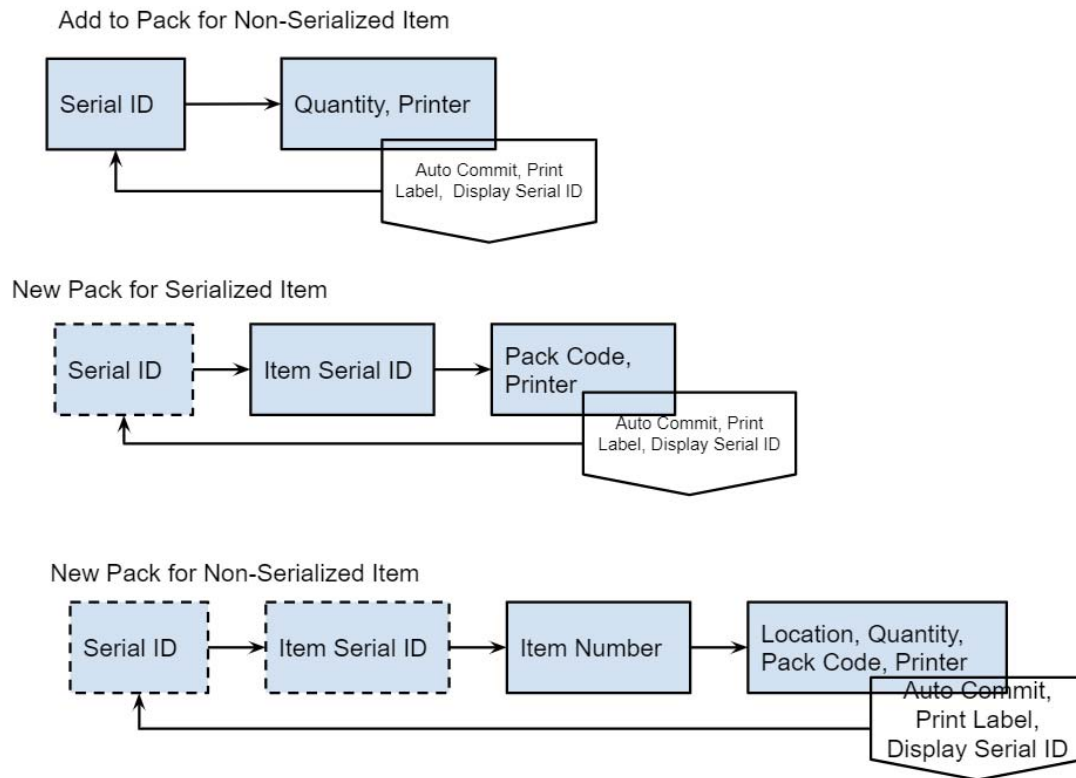 Add to Pack for Non-Serialized Item
Serial ID
Quantity, Printer
Auto Commit, Print
Label, Display Serial ID
New Pack for Serialized Item
Serial ID
Item Serial ID
Pack Code,
Printer
Auto Commit, Print
Label, Display Serial ID
New Pack for Non-Serialized Item
Serial ID
Item Serial ID
Item Number
Location, Quantity,
Pack Code, Printer
Auto Commit,
Print Label,
Display Serial ID